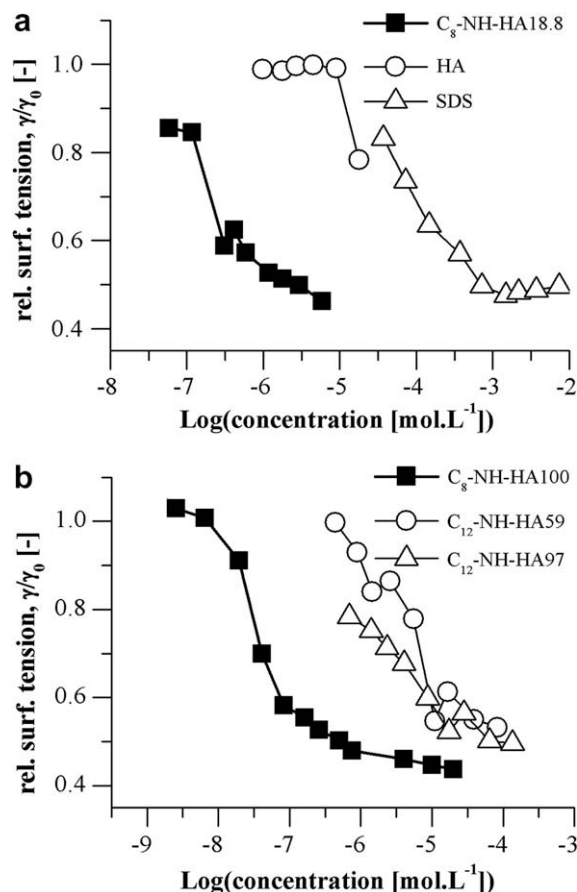 a
C₈-NH-HA18.8
HA
SDS
rel. surf. tension, γ/γ₀ [-]
1.0
0.8
0.6
0.4
-8 -7 -6 -5 -4 -3 -2
Log(concentration [mol.L⁻¹])
b
C₈-NH-HA100
C₁₂-NH-HA59
C₁₂-NH-HA97
rel. surf. tension, γ/γ₀ [-]
1.0
0.8
0.6
0.4
-9 -8 -7 -6 -5 -4 -3
Log(concentration [mol.L⁻¹])